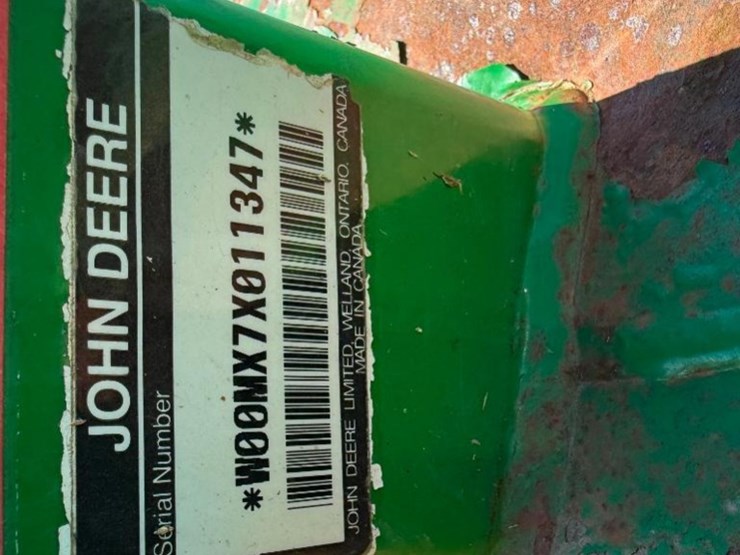 JOHN DEERE
Serial Number
*W00MX7X011347*
JOHN DEERE LIMITED, WELLAND, ONTARIO, CANADA
MADE IN CANADA